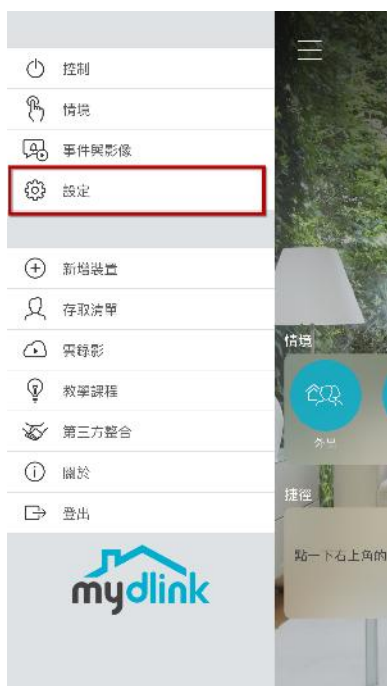 控制
情境
事件與影像
設定
新增裝置
存取清單
雲錄影
教學課程
第三方整合
關於
登出
mydlink
情境
外出
捷徑
點一下右上角的